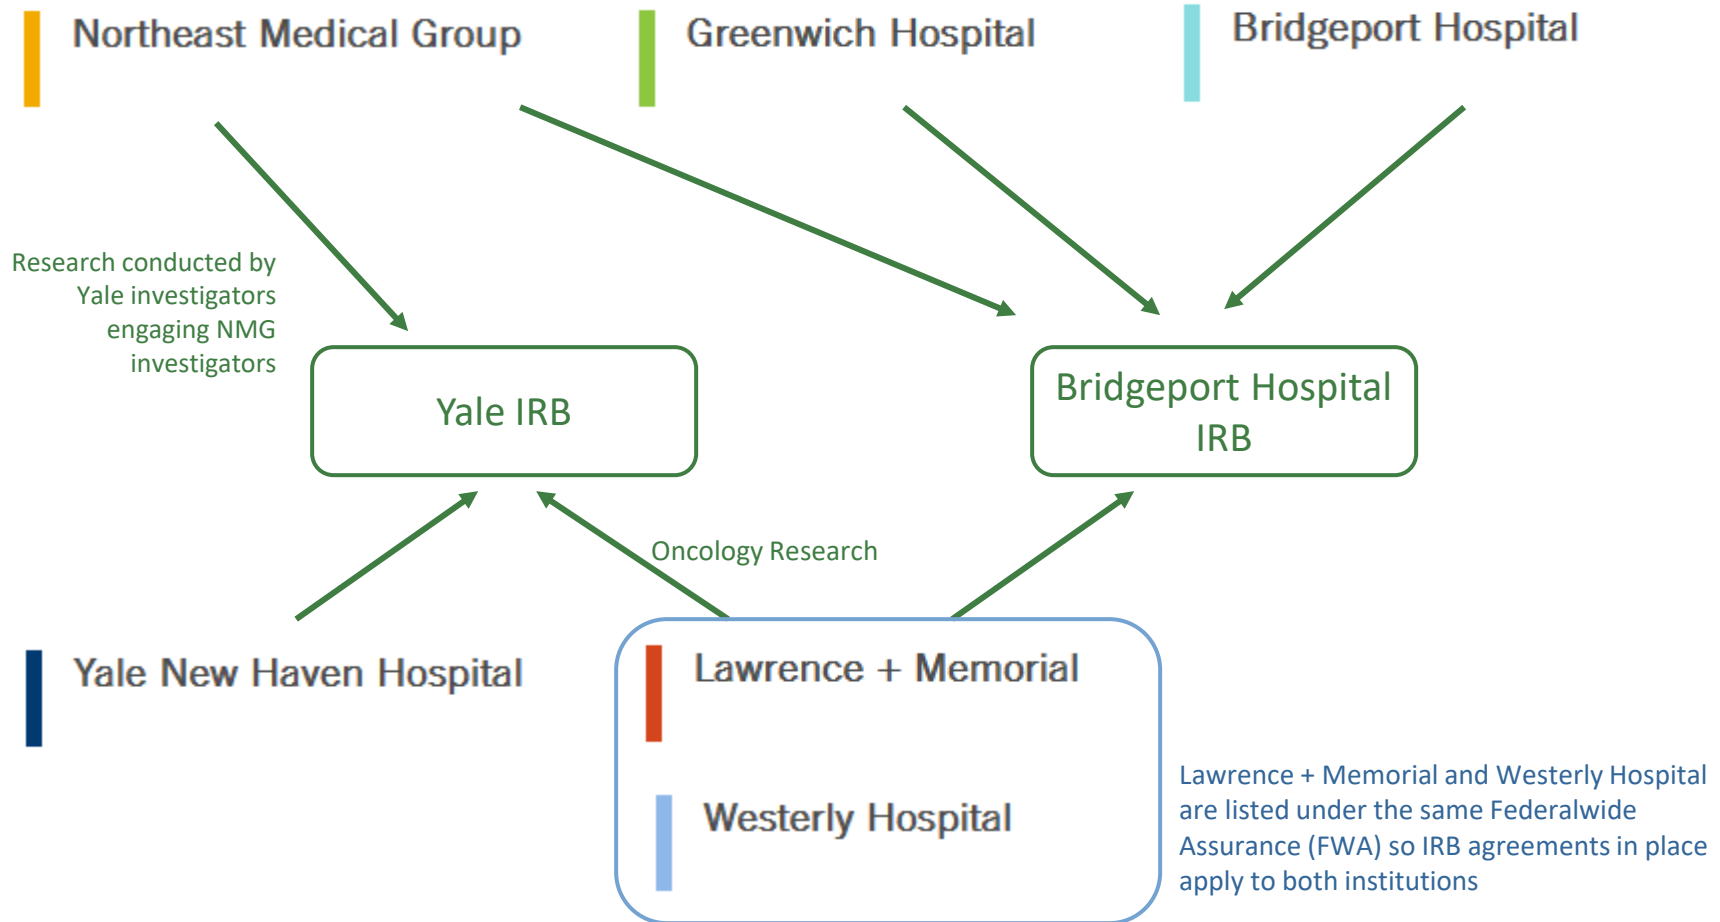 Northeast Medical Group
Greenwich Hospital
Bridgeport Hospital
Research conducted by
Yale investigators
engaging NMG
investigators
Yale IRB
Bridgeport Hospital
IRB
Oncology Research
Yale New Haven Hospital
Lawrence + Memorial
Westerly Hospital
Lawrence + Memorial and Westerly Hospital
are listed under the same Federalwide
Assurance (FWA) so IRB agreements in place
apply to both institutions